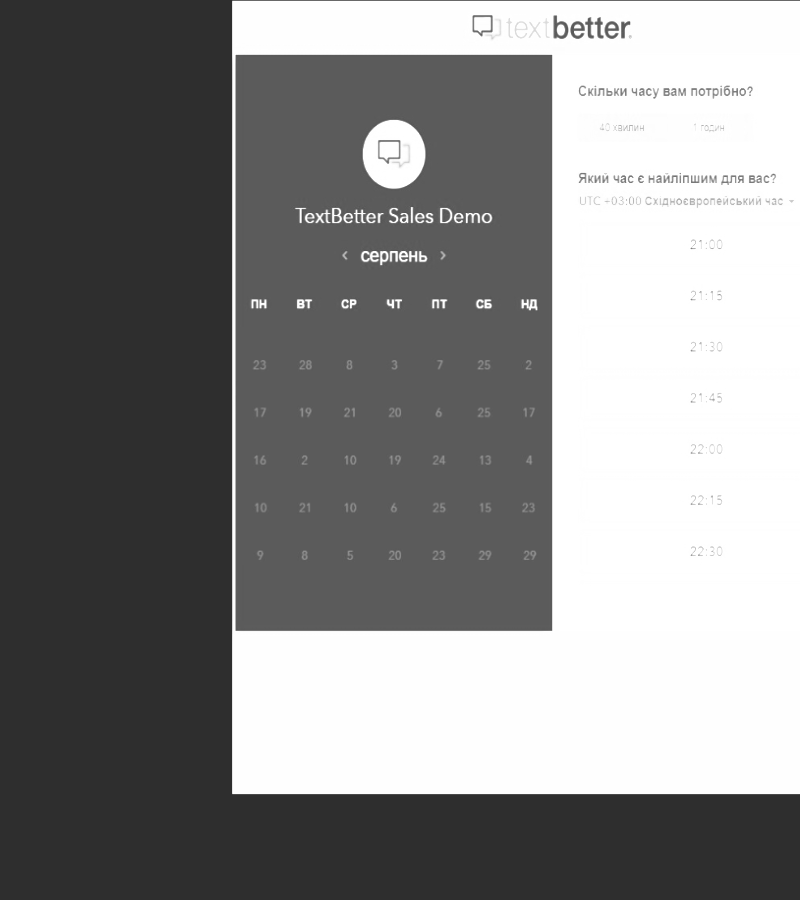 textbetter.
TextBetter Sales Demo
‹ серпень ›
ПН ВТ СР ЧТ ПТ СБ НД
23 28 8 3 7 25 2
17 19 21 20 6 25 17
16 2 10 19 24 13 4
10 21 10 6 25 15 23
9 8 5 20 23 29 29
Скільки часу вам потрібно?
40 хвилин 1 годин
Який час є найліпшим для вас?
UTC +03:00 Східноєвропейський час
21:00
21:15
21:30
21:45
22:00
22:15
22:30